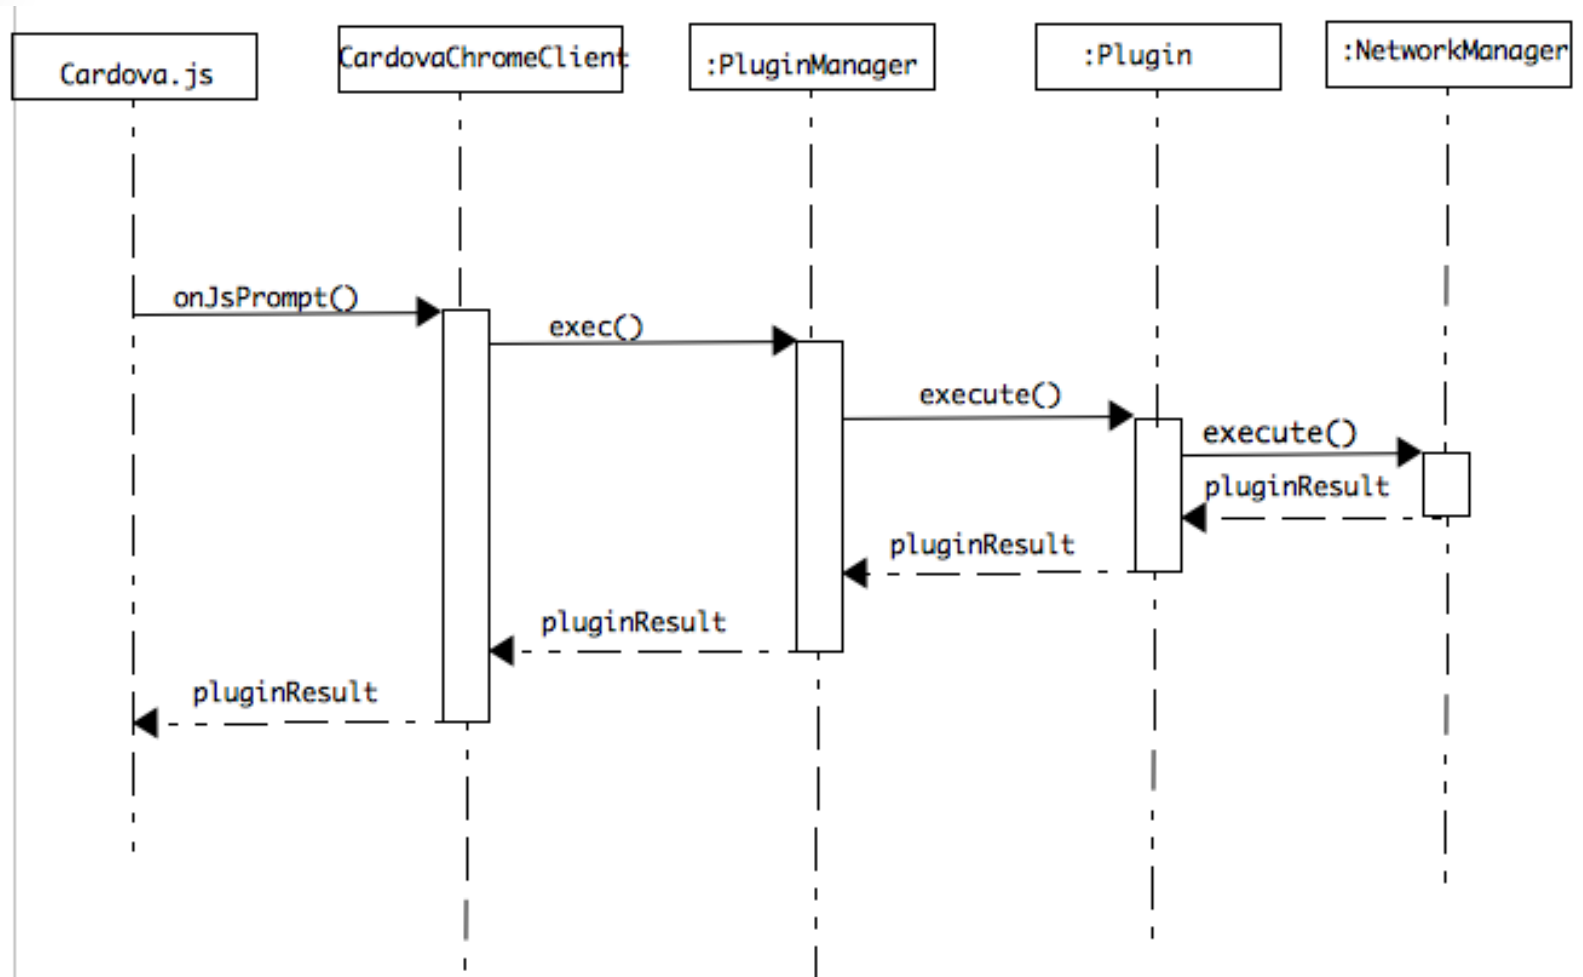 Cardova.js
CardovaChromeClient
:PluginManager
:Plugin
:NetworkManager
onJsPrompt()
exec()
execute()
execute()
pluginResult
pluginResult
pluginResult
pluginResult